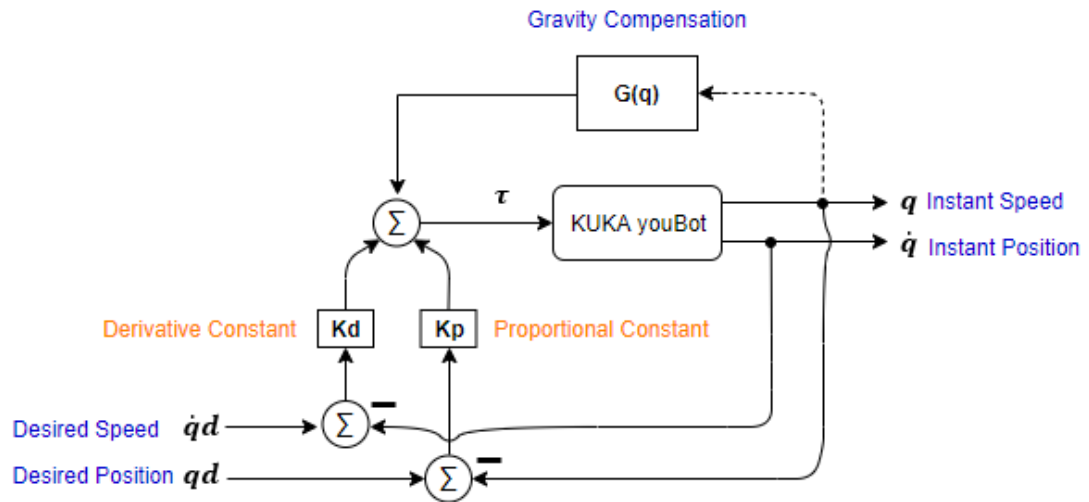 Gravity Compensation
G(q)
τ
Σ
KUKA youBot
q Instant Speed
q̇ Instant Position
Derivative Constant Kd
Kp Proportional Constant
Desired Speed q̇d Σ
Desired Position qd Σ